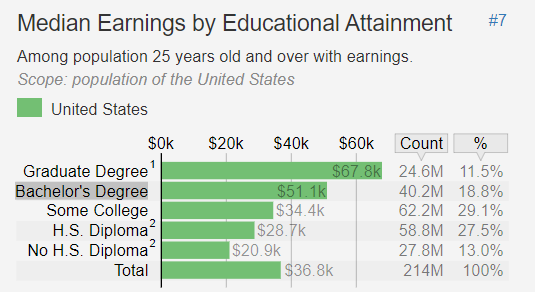 Median Earnings by Educational Attainment #7
Among population 25 years old and over with earnings.
Scope: population of the United States
United States
$0k $20k $40k $60k Count %
Graduate Degree1 $67.8k 24.6M 11.5%
Bachelor's Degree $51.1k 40.2M 18.8%
Some College $34.4k 62.2M 29.1%
H.S. Diploma2 $28.7k 58.8M 27.5%
No H.S. Diploma2 $20.9k 27.8M 13.0%
Total $36.8k 214M 100%